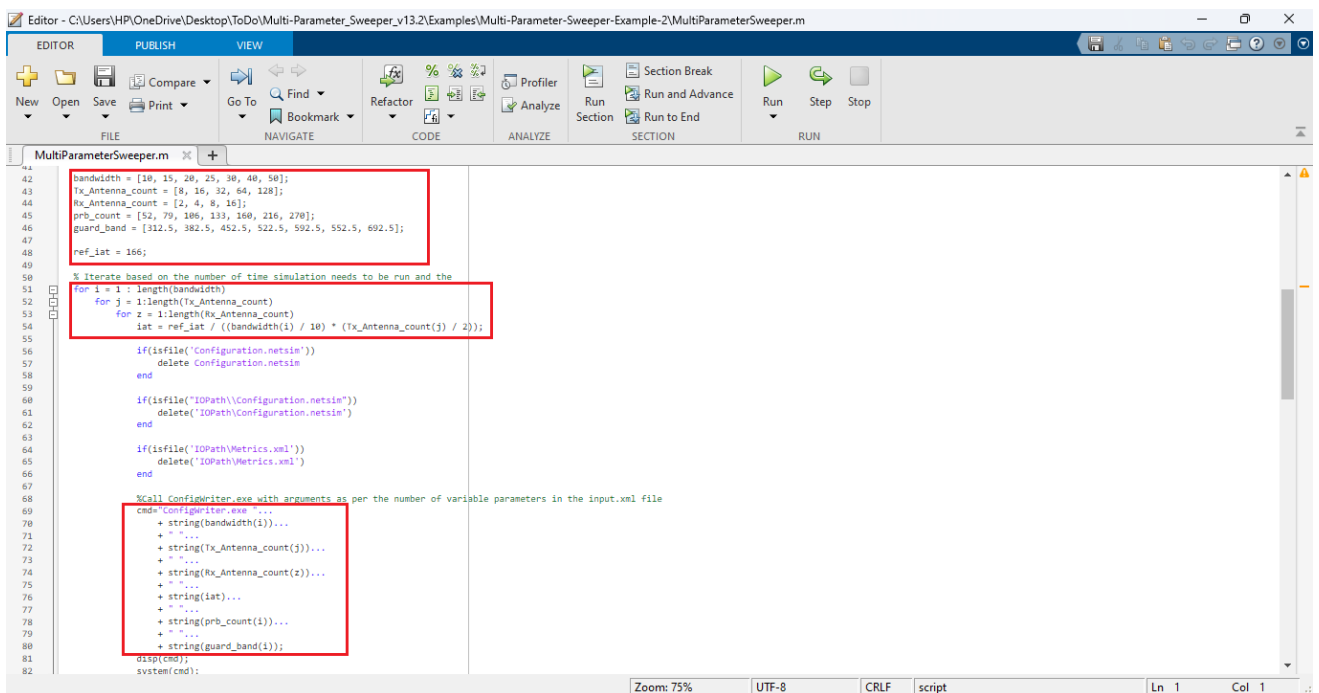 Editor - C:\Users\HP\OneDrive\Desktop\ToDo\Multi-Parameter_Sweeper_v13.2\Examples\Multi-Parameter-Sweeper-Example-2\MultiParameterSweeper.m
EDITOR PUBLISH VIEW
New Open Save Compare Print Go To Find Bookmark Refactor Profiler Analyze Run Section Section Break Run and Advance Run to End Run Step Stop
FILE NAVIGATE CODE ANALYZE SECTION RUN
MultiParameterSweeper.m
41
42 bandwidth = [10, 15, 20, 25, 30, 40, 50];
43 Tx_Antenna_count = [8, 16, 32, 64, 128];
44 Rx_Antenna_count = [2, 4, 8, 16];
45 prb_count = [52, 79, 106, 133, 160, 216, 270];
46 guard_band = [312.5, 382.5, 452.5, 522.5, 592.5, 552.5, 692.5];
47
48 ref_iat = 166;
49
50 % Iterate based on the number of time simulation needs to be run and the
51 for i = 1 : length(bandwidth)
52 for j = 1:length(Tx_Antenna_count)
53 for z = 1:length(Rx_Antenna_count)
54 iat = ref_iat / ((bandwidth(i) / 10) * (Tx_Antenna_count(j) / 2));
55
56 if(isfile('Configuration.netsim'))
57 delete Configuration.netsim
58 end
59
60 if(isfile("IOPath\\Configuration.netsim"))
61 delete('IOPath\Configuration.netsim')
62 end
63
64 if(isfile('IOPath\Metrics.xml'))
65 delete('IOPath\Metrics.xml')
66 end
67
68 %Call ConfigWriter.exe with arguments as per the number of variable parameters in the input.xml file
69 cmd="ConfigWriter.exe "...
70 + string(bandwidth(i))...
71 + " "...
72 + string(Tx_Antenna_count(j))...
73 + " "...
74 + string(Rx_Antenna_count(z))...
75 + " "...
76 + string(iat)...
77 + " "...
78 + string(prb_count(i))...
79 + " "...
80 + string(guard_band(i));
81 disp(cmd);
82 system(cmd);
Zoom: 75% UTF-8 CRLF script Ln 1 Col 1